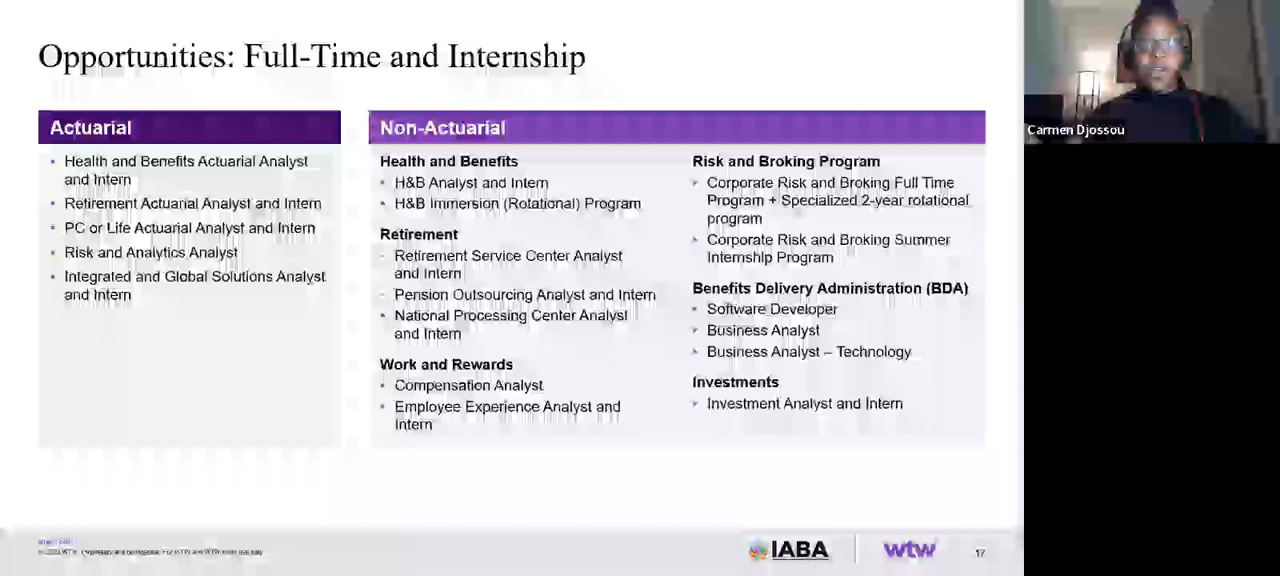 Opportunities: Full-Time and Internship
Actuarial
Health and Benefits Actuarial Analyst
and Intern
Retirement Actuarial Analyst and Intern
PC or Life Actuarial Analyst and Intern
Risk and Analytics Analyst
Integrated and Global Solutions Analyst
and Intern
Non-Actuarial
Health and Benefits
H&B Analyst and Intern
H&B Immersion (Rotational) Program
Retirement
Retirement Service Center Analyst
and Intern
Pension Outsourcing Analyst and Intern
National Processing Center Analyst
and Intern
Work and Rewards
Compensation Analyst
Employee Experience Analyst and
Intern
Risk and Broking Program
Corporate Risk and Broking Full Time
Program + Specialized 2-year rotational
program
Corporate Risk and Broking Summer
Internship Program
Benefits Delivery Administration (BDA)
Software Developer
Business Analyst
Business Analyst – Technology
Investments
Investment Analyst and Intern
IABA
wtw
17
Carmen Djossou